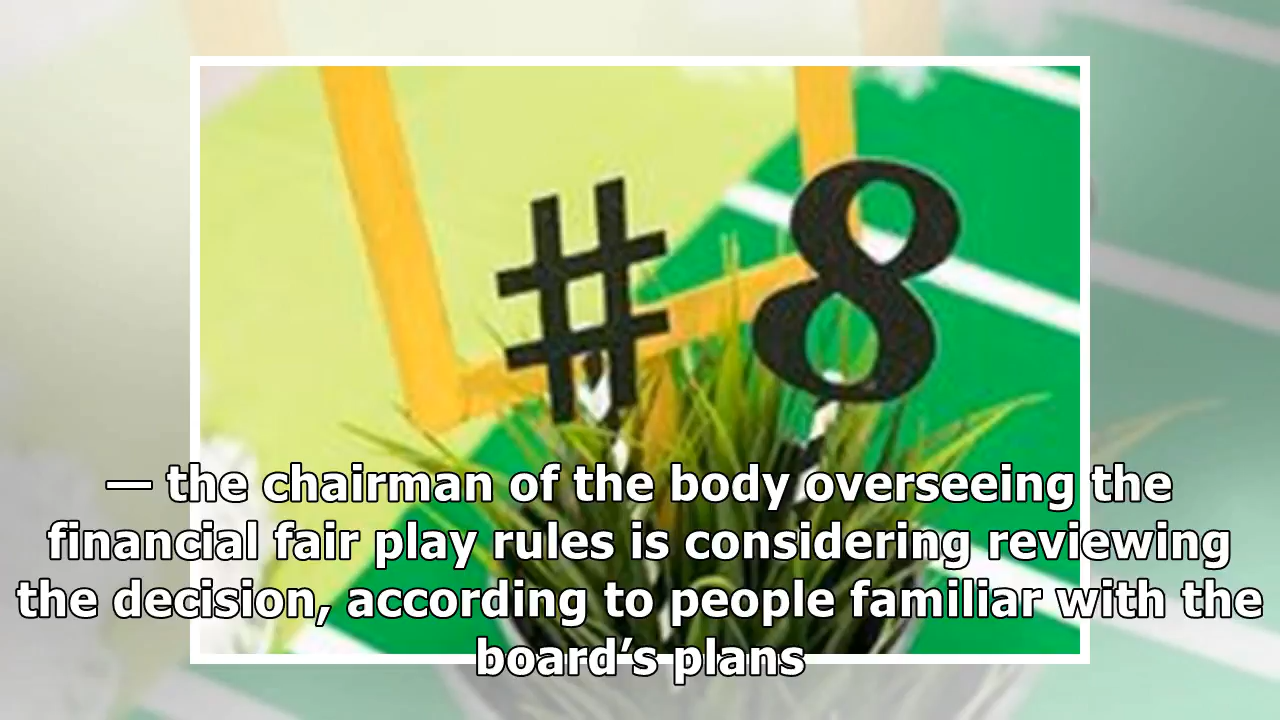 # 8
— the chairman of the body overseeing the
financial fair play rules is considering reviewing
the decision, according to people familiar with the
board’s plans